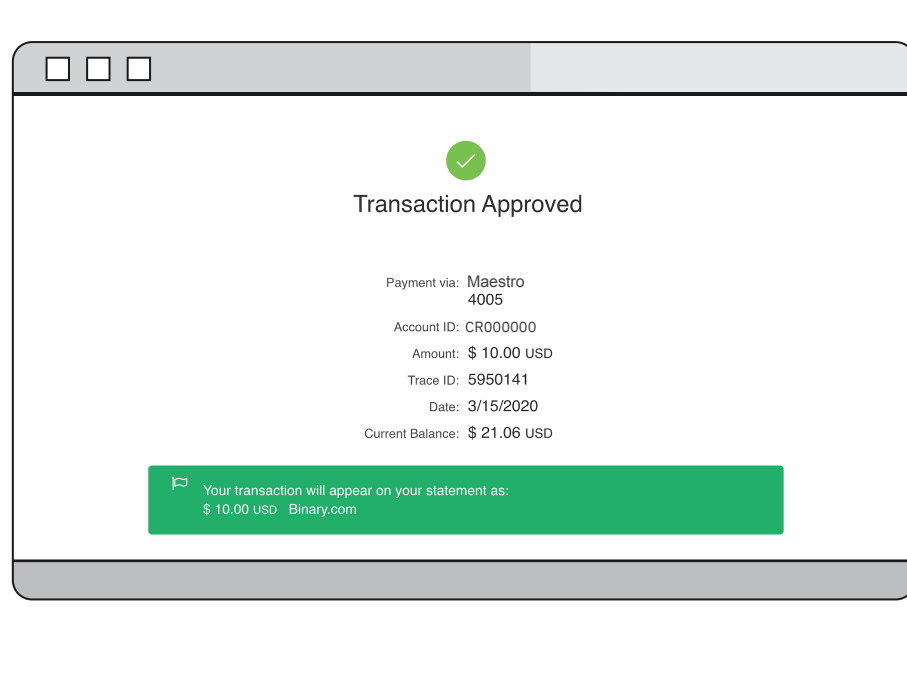 Transaction Approved
Payment via: Maestro
4005
Account ID: CR000000
Amount: $ 10.00 USD
Trace ID: 5950141
Date: 3/15/2020
Current Balance: $ 21.06 USD
Your transaction will appear on your statement as:
$ 10.00 USD Binary.com